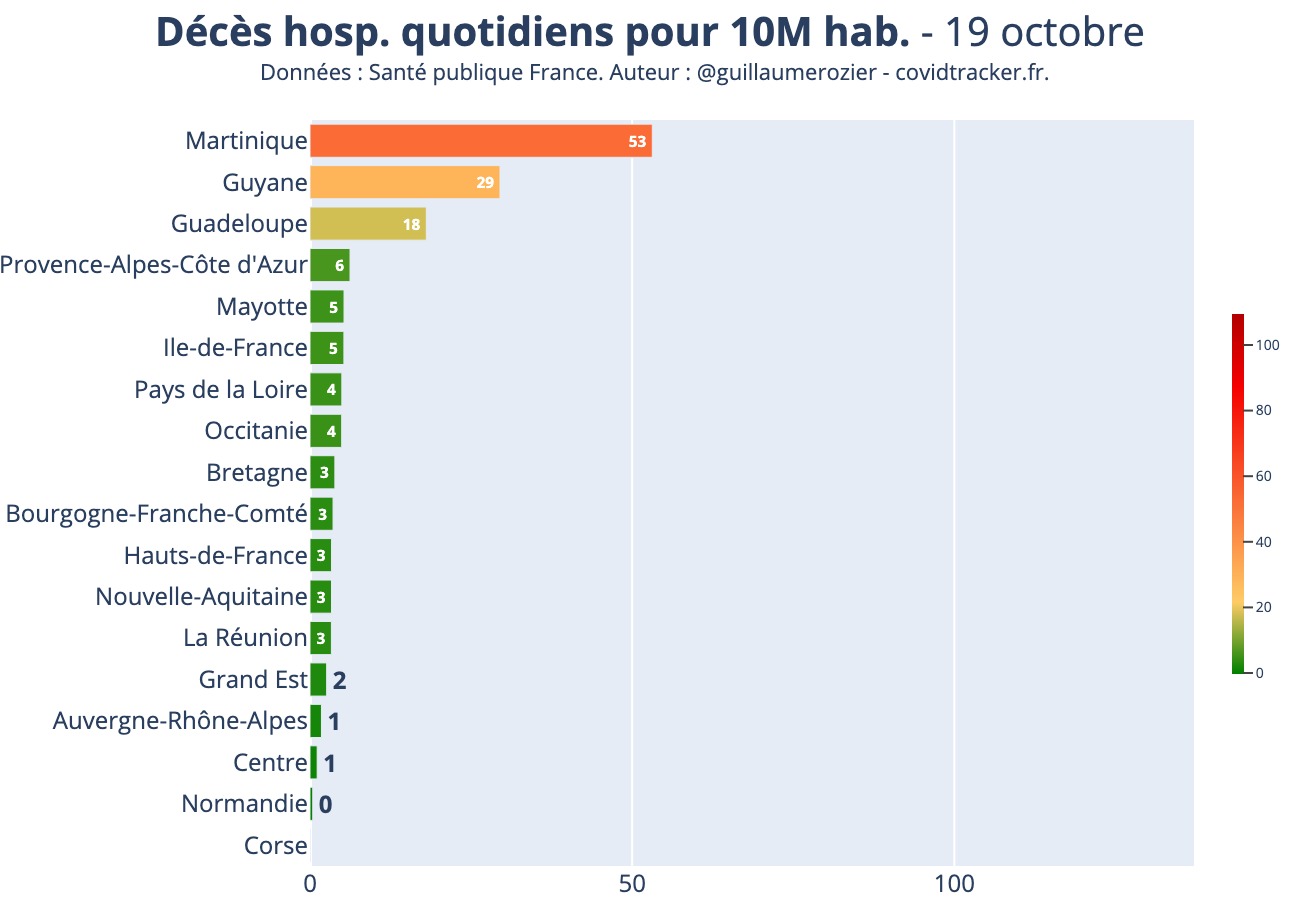 Décès hosp. quotidiens pour 10M hab. - 19 octobre
Données : Santé publique France. Auteur : @guillaumerozier - covidtracker.fr.
Martinique 53
Guyane 29
Guadeloupe 18
Provence-Alpes-Côte d'Azur 6
Mayotte 5
Ile-de-France 5
Pays de la Loire 4
Occitanie 4
Bretagne 3
Bourgogne-Franche-Comté 3
Hauts-de-France 3
Nouvelle-Aquitaine 3
La Réunion 3
Grand Est 2
Auvergne-Rhône-Alpes 1
Centre 1
Normandie 0
Corse
0 50 100
100
80
60
40
20
0